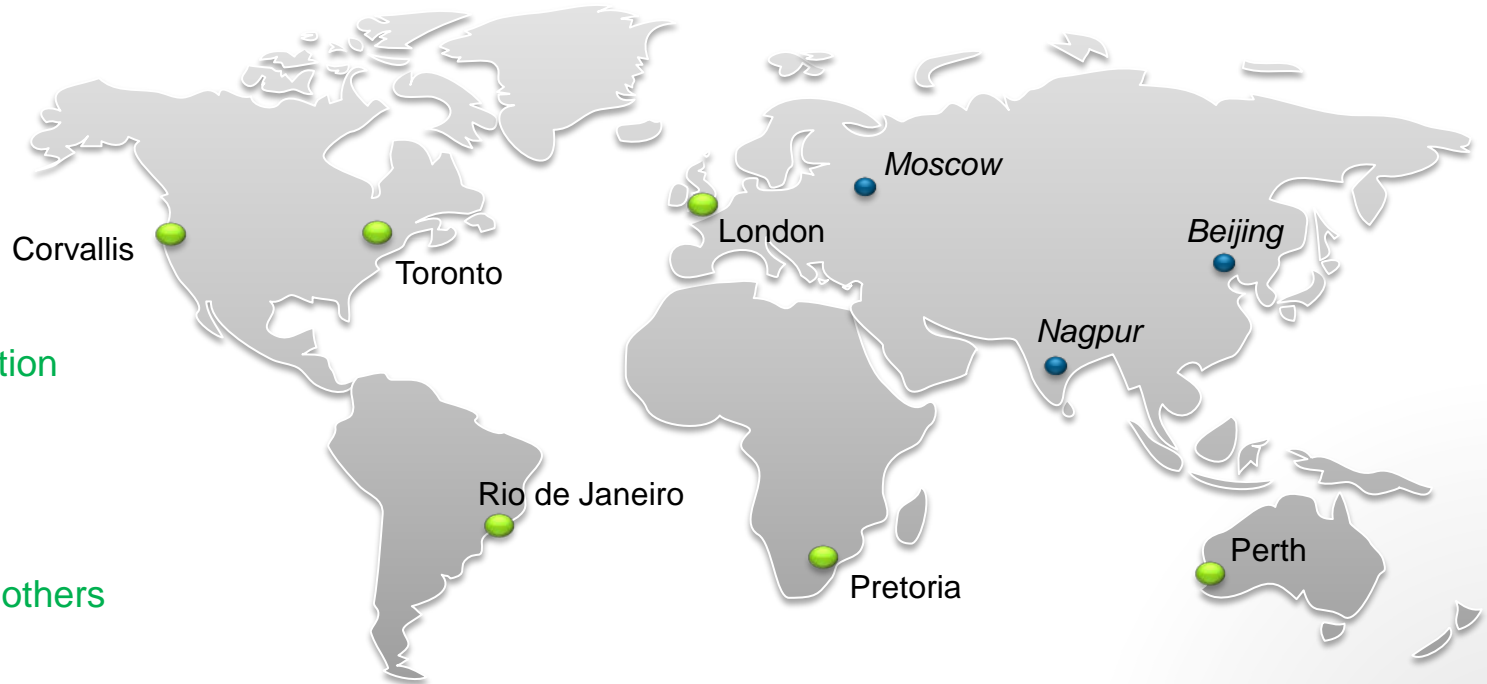 Moscow
London
Beijing
Corvallis
Toronto
Nagpur
tion
Rio de Janeiro
Perth
Pretoria
others